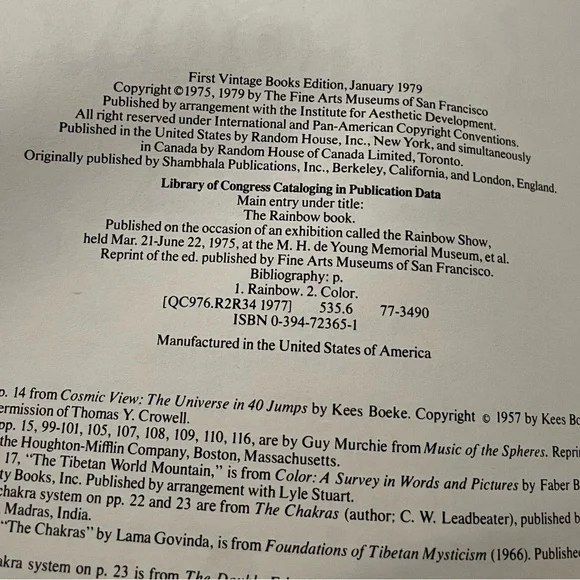 First Vintage Books Edition, January 1979
Copyright ©1975, 1979 by The Fine Arts Museums of San Francisco
Published by arrangement with the Institute for Aesthetic Development.
All right reserved under International and Pan-American Copyright Conventions.
Published in the United States by Random House, Inc., New York, and simultaneously
in Canada by Random House of Canada Limited, Toronto.
Originally published by Shambhala Publications, Inc., Berkeley, California, and London, England.
Library of Congress Cataloging in Publication Data
Main entry under title:
The Rainbow book.
Published on the occasion of an exhibition called the Rainbow Show,
held Mar. 21-June 22, 1975, at the M. H. de Young Memorial Museum, et al.
Reprint of the ed. published by Fine Arts Museums of San Francisco.
Bibliography: p.
1. Rainbow. 2. Color.
[QC976.R2R34 1977] 535.6 77-3490
ISBN 0-394-72365-1
Manufactured in the United States of America
p. 14 from Cosmic View: The Universe in 40 Jumps by Kees Boeke. Copyright © 1957 by Kees Bo
ermission of Thomas Y. Crowell.
pp. 15, 99-101, 105, 107, 108, 109, 110, 116, are by Guy Murchie from Music of the Spheres. Repri
the Houghton-Mifflin Company, Boston, Massachusetts.
17, "The Tibetan World Mountain," is from Color: A Survey in Words and Pictures by Faber B
ty Books, Inc. Published by arrangement with Lyle Stuart.
chakra system on pp. 22 and 23 are from The Chakras (author; C. W. Leadbeater), published b
Madras, India.
"The Chakras" by Lama Govinda, is from Foundations of Tibetan Mysticism (1966). Publishe
akra system on p. 23 is from The